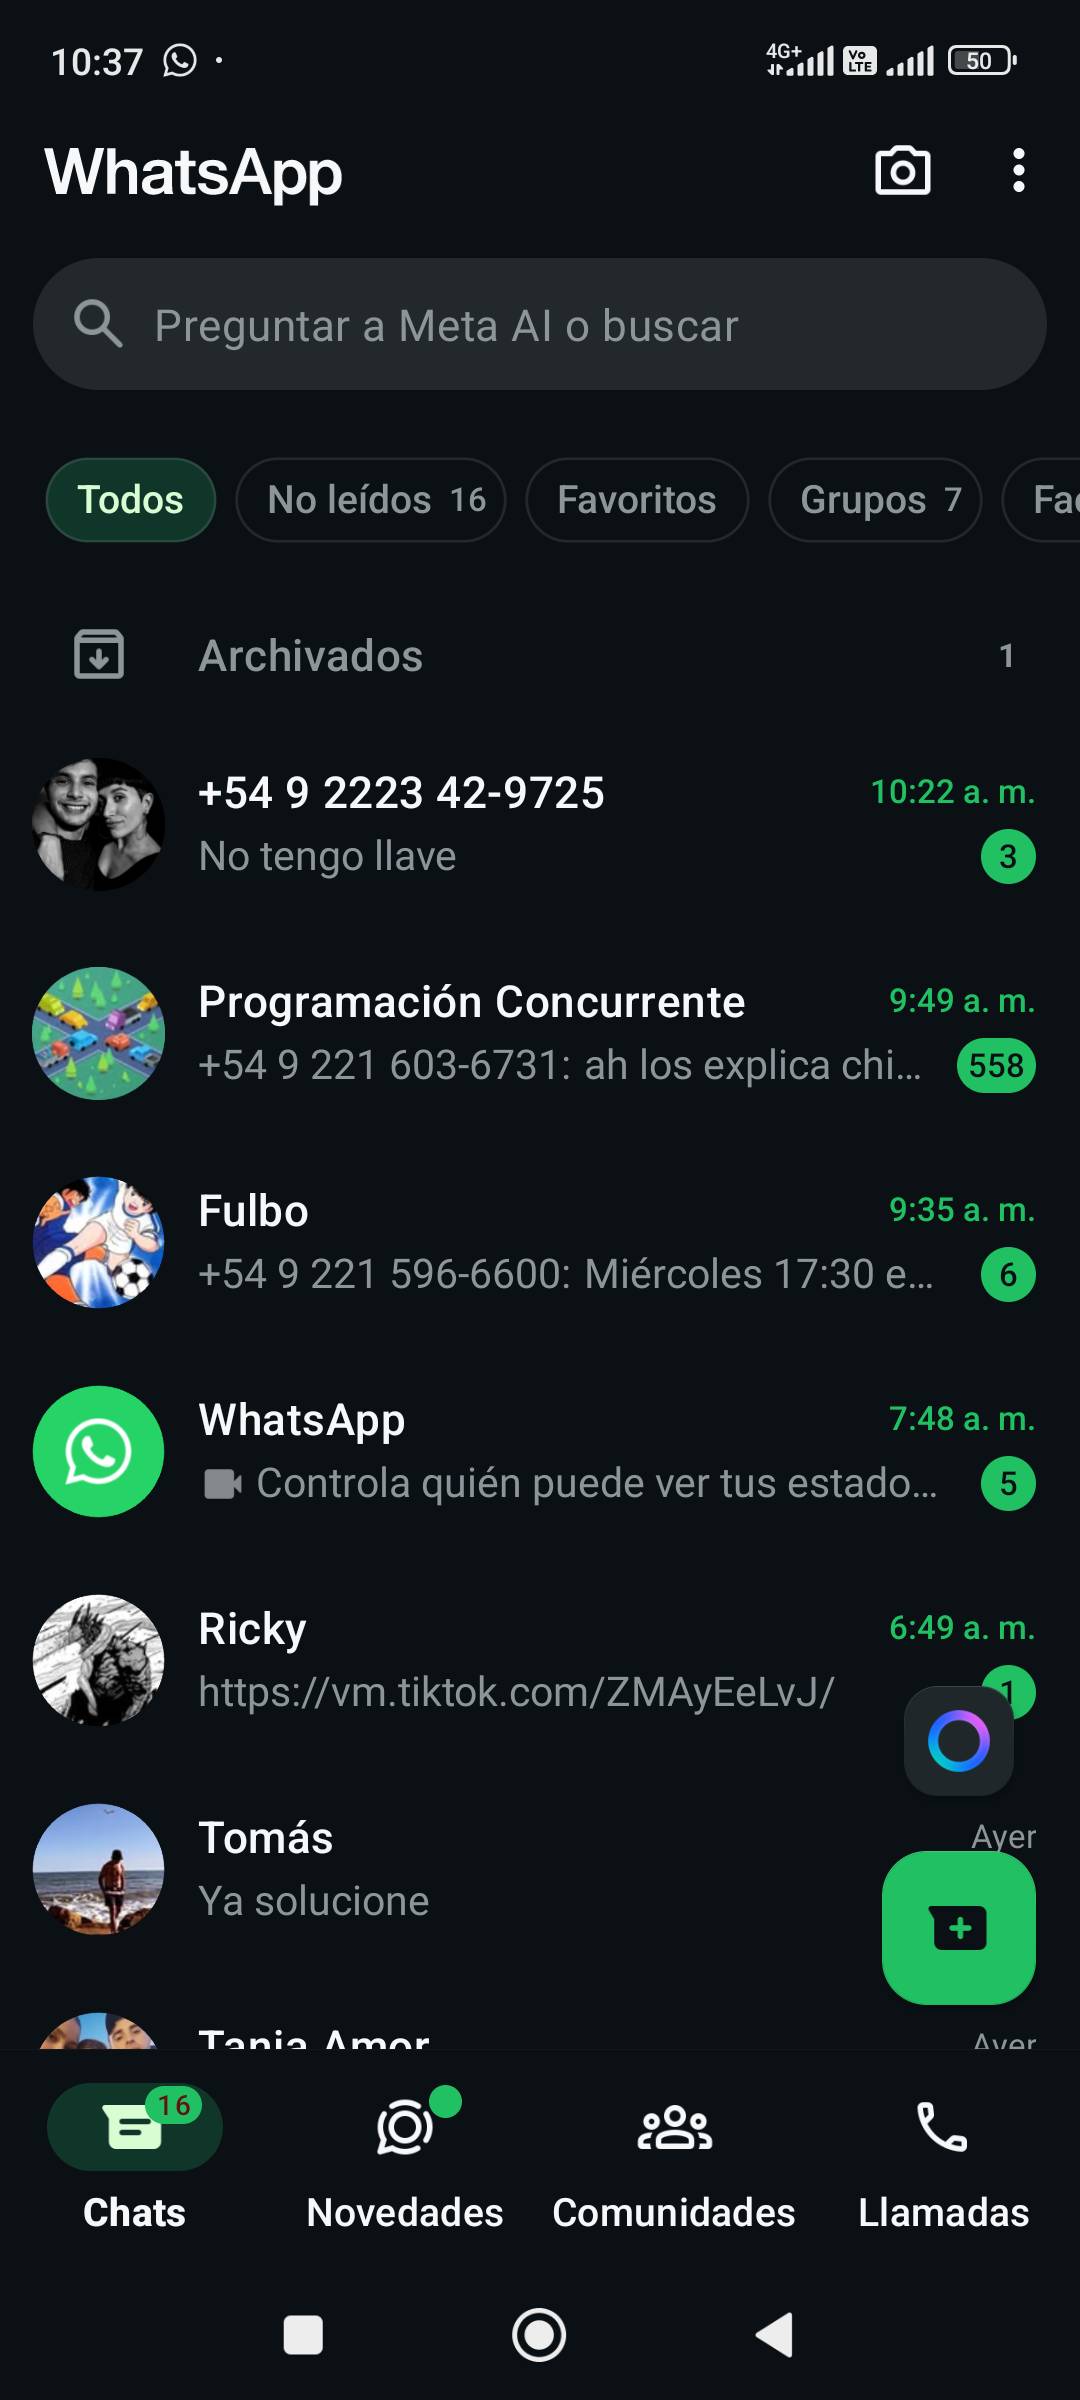 10:37
4G+ Vo LTE 50
WhatsApp
Preguntar a Meta AI o buscar
Todos No leídos 16 Favoritos Grupos 7
Archivados 1
+54 9 2223 42-9725 10:22 a. m.
No tengo llave 3
Programación Concurrente 9:49 a. m.
+54 9 221 603-6731: ah los explica chi... 558
Fulbo 9:35 a. m.
+54 9 221 596-6600: Miércoles 17:30 e... 6
WhatsApp 7:48 a. m.
Controla quién puede ver tus estado... 5
Ricky 6:49 a. m.
https://vm.tiktok.com/ZMAyEeLvJ/ 1
Tomás Ayer
Ya solucione
Tania Amor Ayer
16
Chats Novedades Comunidades Llamadas